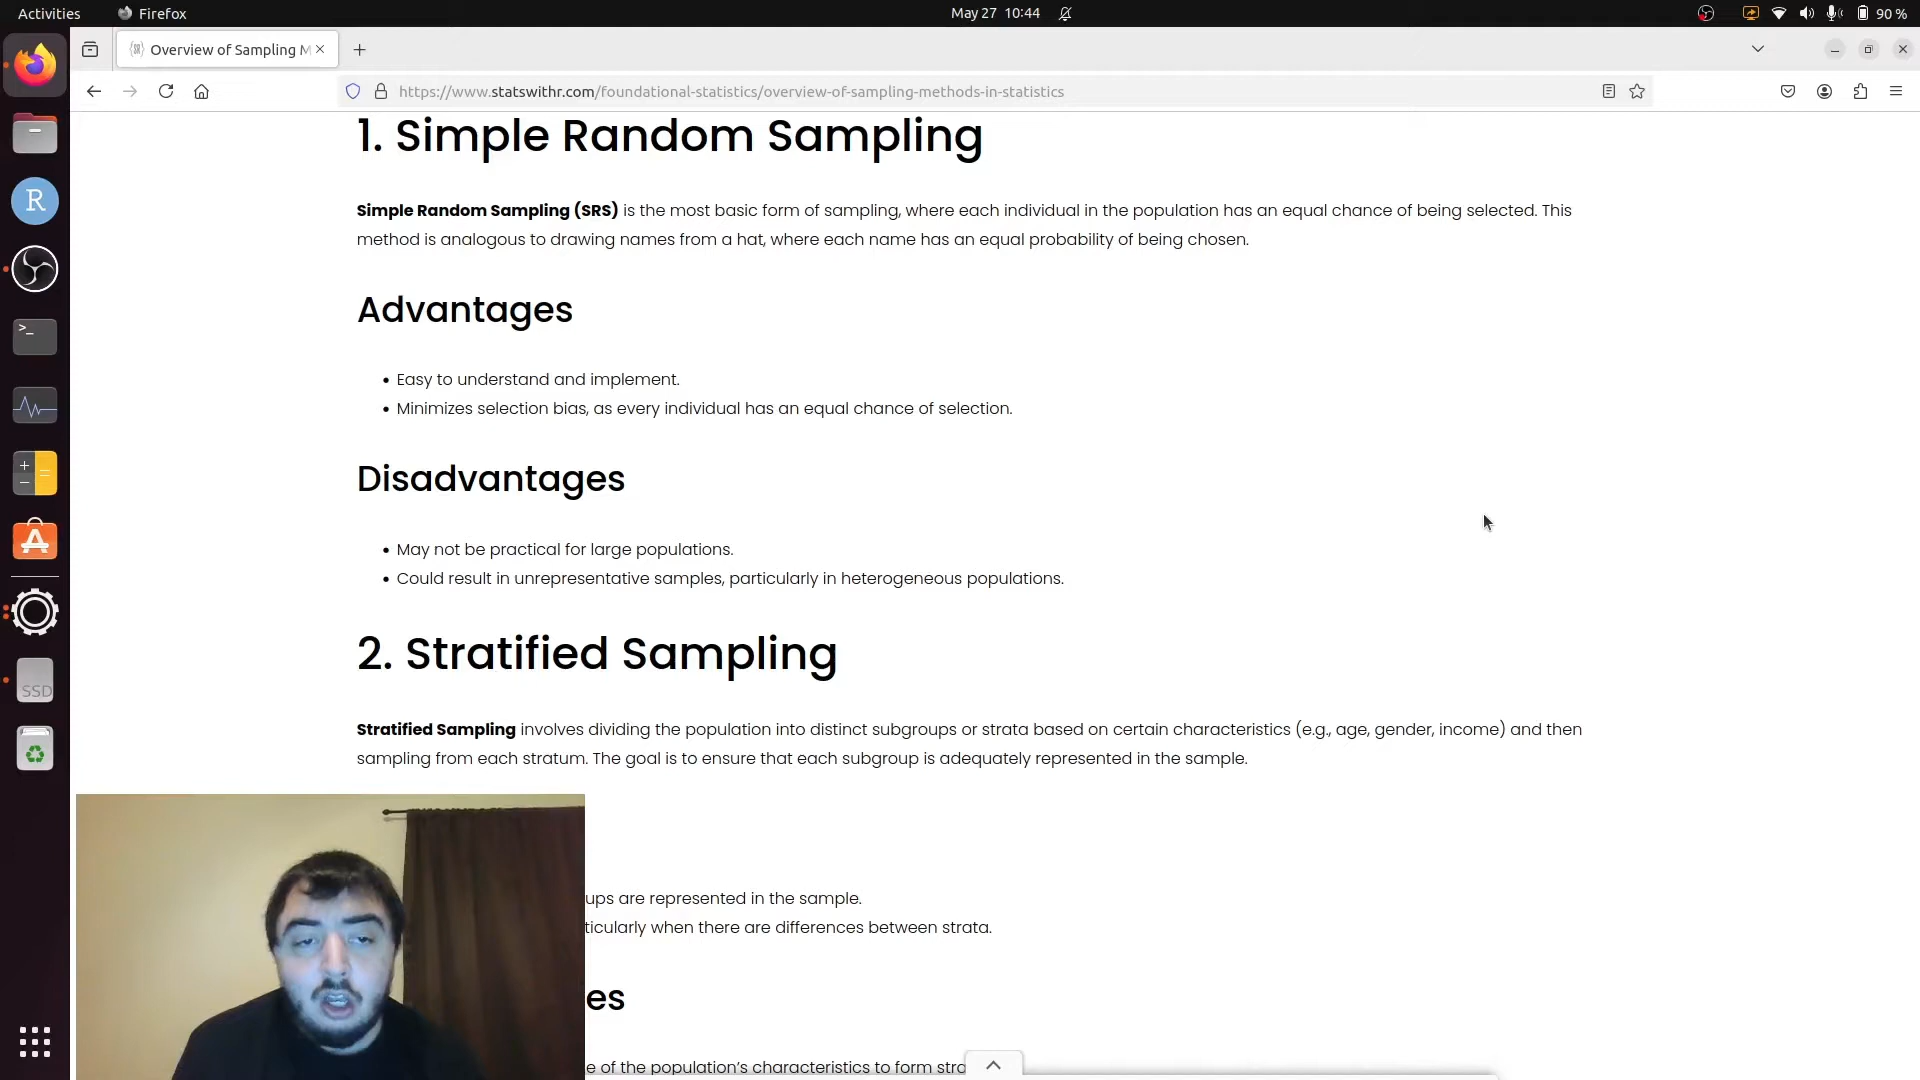 Activities
Firefox
May 27 10:44
90 %
Overview of Sampling M
https://www.statswithr.com/foundational-statistics/overview-of-sampling-methods-in-statistics
1. Simple Random Sampling
Simple Random Sampling (SRS) is the most basic form of sampling, where each individual in the population has an equal chance of being selected. This
method is analogous to drawing names from a hat, where each name has an equal probability of being chosen.
Advantages
• Easy to understand and implement.
• Minimizes selection bias, as every individual has an equal chance of selection.
Disadvantages
• May not be practical for large populations.
• Could result in unrepresentative samples, particularly in heterogeneous populations.
2. Stratified Sampling
Stratified Sampling involves dividing the population into distinct subgroups or strata based on certain characteristics (e.g., age, gender, income) and then
sampling from each stratum. The goal is to ensure that each subgroup is adequately represented in the sample.
ups are represented in the sample.
ticularly when there are differences between strata.
es
e of the population's characteristics to form stra
R
SSD